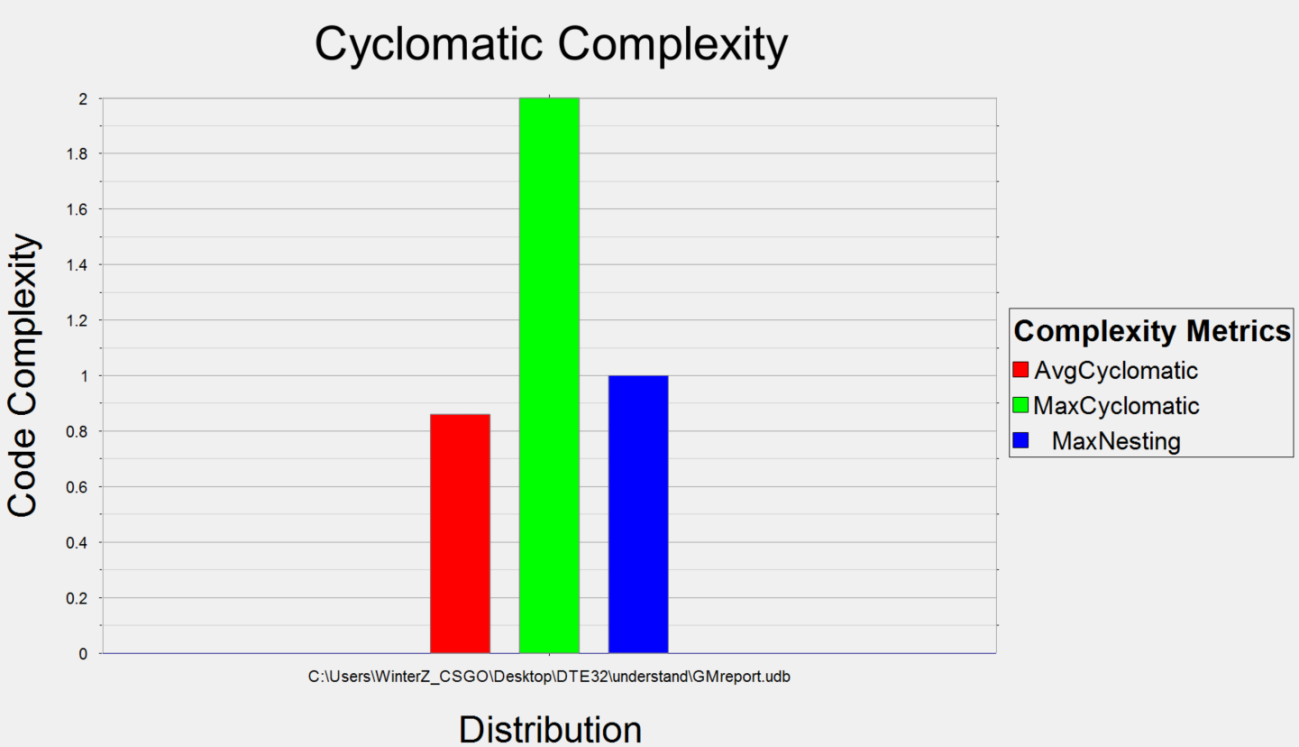 Cyclomatic Complexity
Code Complexity
2
1.8
1.6
1.4
1.2
1
0.8
0.6
0.4
0.2
0
C:\Users\WinterZ_CSGO\Desktop\DTE32\understand\GMreport.udb
Distribution
Complexity Metrics
AvgCyclomatic
MaxCyclomatic
MaxNesting